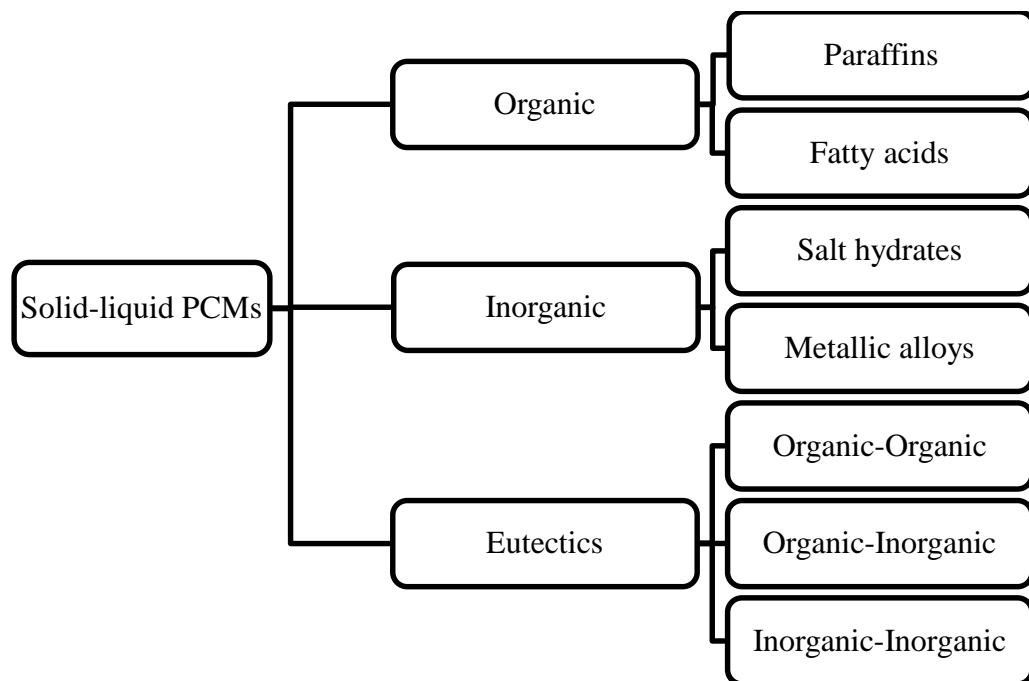 Solid-liquid PCMs
Organic
Paraffins
Fatty acids
Inorganic
Salt hydrates
Metallic alloys
Eutectics
Organic-Organic
Organic-Inorganic
Inorganic-Inorganic